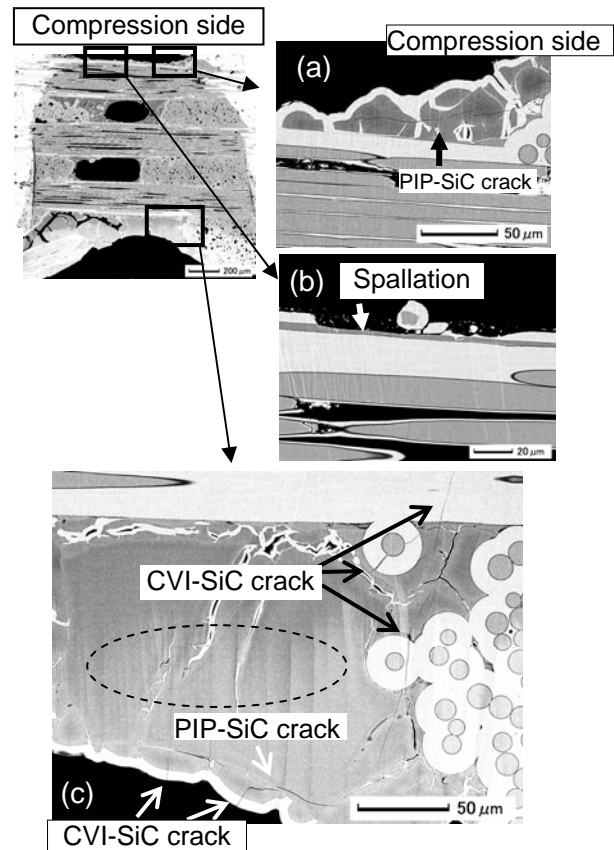 Compression side
Compression side
(a)
PIP-SiC crack
50 μm
200 μm
(b)
Spallation
20 μm
CVI-SiC crack
PIP-SiC crack
(c)
50 μm
CVI-SiC crack